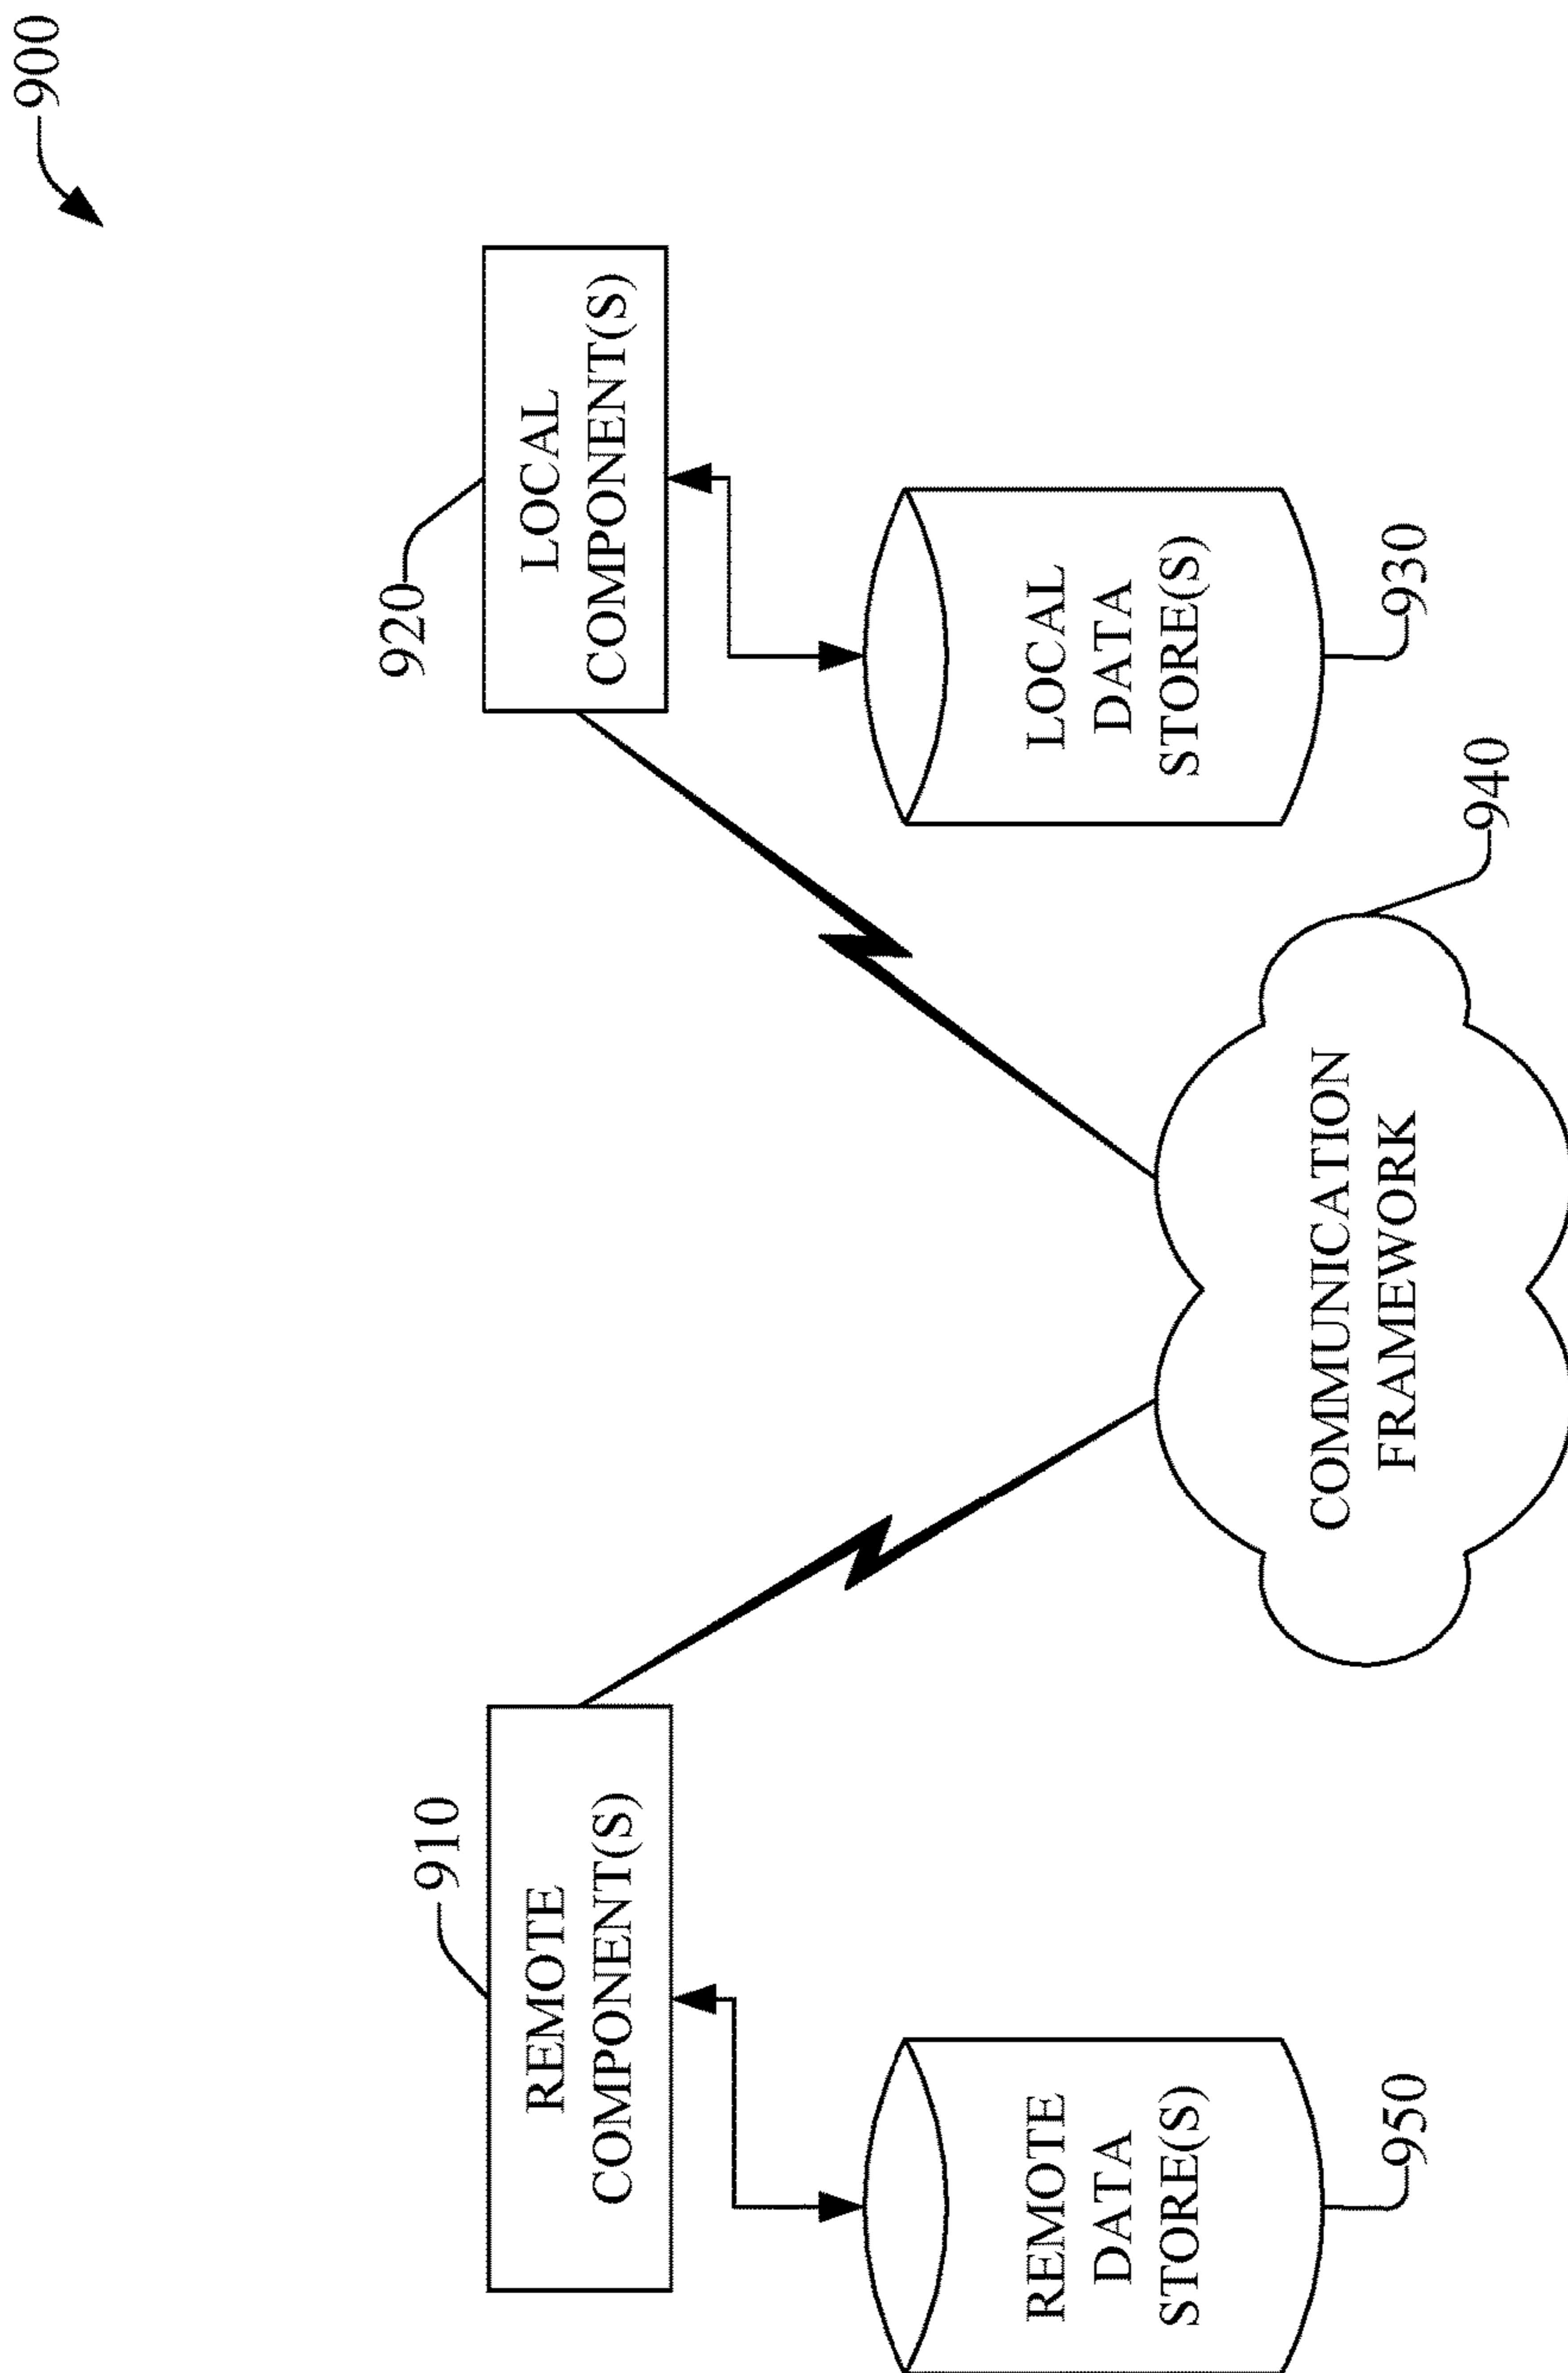 900
910
REMOTE
COMPONENT(S)
920
LOCAL
COMPONENT(S)
REMOTE
DATA
STORE(S)
950
COMMUNICATION
FRAMEWORK
940
LOCAL
DATA
STORE(S)
930